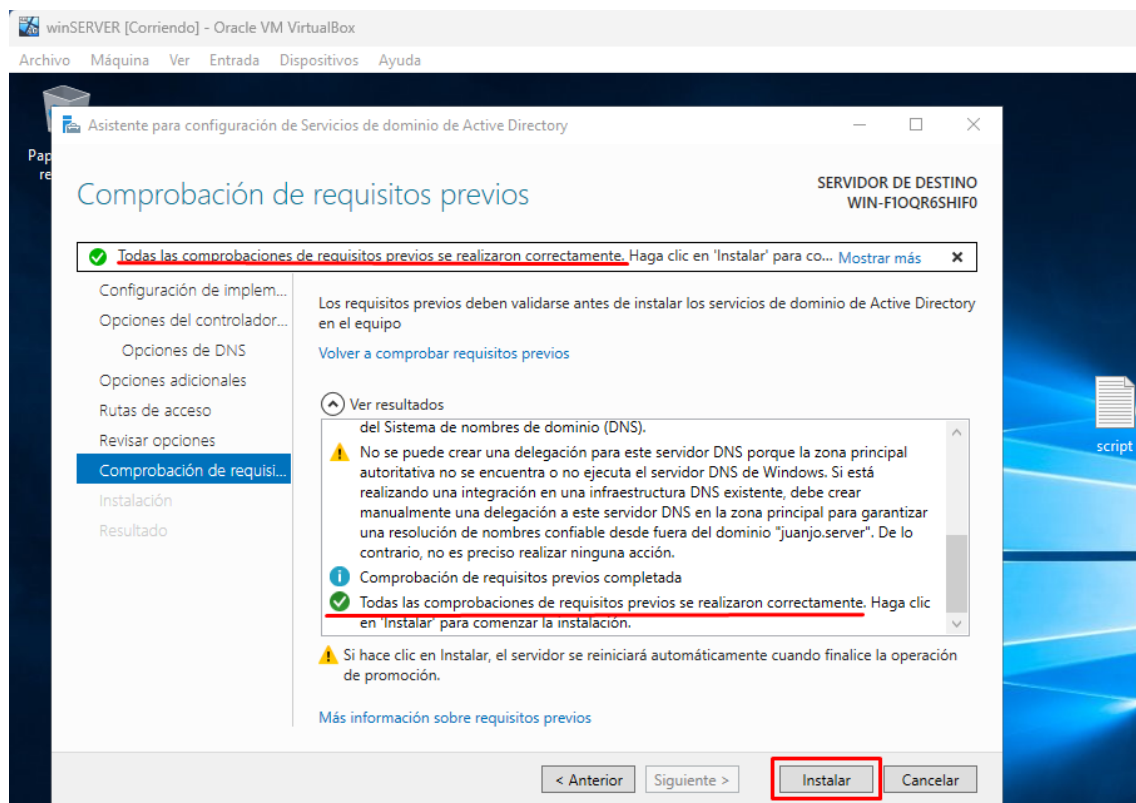 winSERVER [Corriendo] - Oracle VM VirtualBox
Archivo Máquina Ver Entrada Dispositivos Ayuda
Asistente para configuración de Servicios de dominio de Active Directory
Pap
re
Comprobación de requisitos previos
SERVIDOR DE DESTINO
WIN-F1OQR6SHIF0
Todas las comprobaciones de requisitos previos se realizaron correctamente. Haga clic en 'Instalar' para co... Mostrar más
Configuración de implem...
Opciones del controlador...
Opciones de DNS
Opciones adicionales
Rutas de acceso
Revisar opciones
Comprobación de requisi...
Instalación
Resultado
Los requisitos previos deben validarse antes de instalar los servicios de dominio de Active Directory
en el equipo
Volver a comprobar requisitos previos
Ver resultados
del Sistema de nombres de dominio (DNS).
No se puede crear una delegación para este servidor DNS porque la zona principal
autoritativa no se encuentra o no ejecuta el servidor DNS de Windows. Si está
realizando una integración en una infraestructura DNS existente, debe crear
manualmente una delegación a este servidor DNS en la zona principal para garantizar
una resolución de nombres confiable desde fuera del dominio "juanjo.server". De lo
contrario, no es preciso realizar ninguna acción.
Comprobación de requisitos previos completada
Todas las comprobaciones de requisitos previos se realizaron correctamente. Haga clic
en 'Instalar' para comenzar la instalación.
Si hace clic en Instalar, el servidor se reiniciará automáticamente cuando finalice la operación
de promoción.
Más información sobre requisitos previos
< Anterior Siguiente > Instalar Cancelar
script